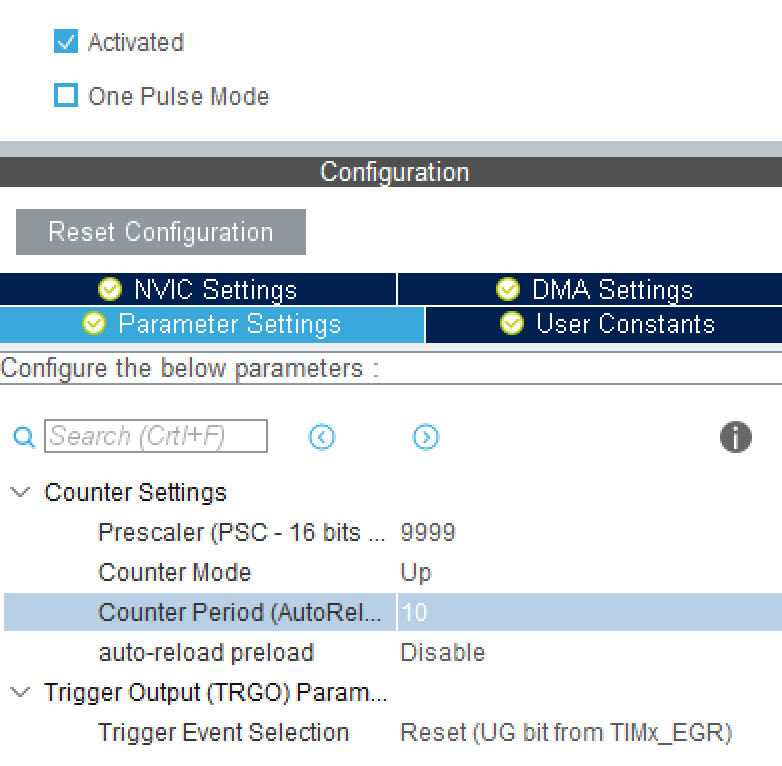 Activated
One Pulse Mode
Configuration
Reset Configuration
NVIC Settings
DMA Settings
Parameter Settings
User Constants
Configure the below parameters :
Search (Crtl+F)
Counter Settings
Prescaler (PSC - 16 bits ... 9999
Counter Mode Up
Counter Period (AutoRel... 10
auto-reload preload Disable
Trigger Output (TRGO) Param...
Trigger Event Selection Reset (UG bit from TIMx_EGR)